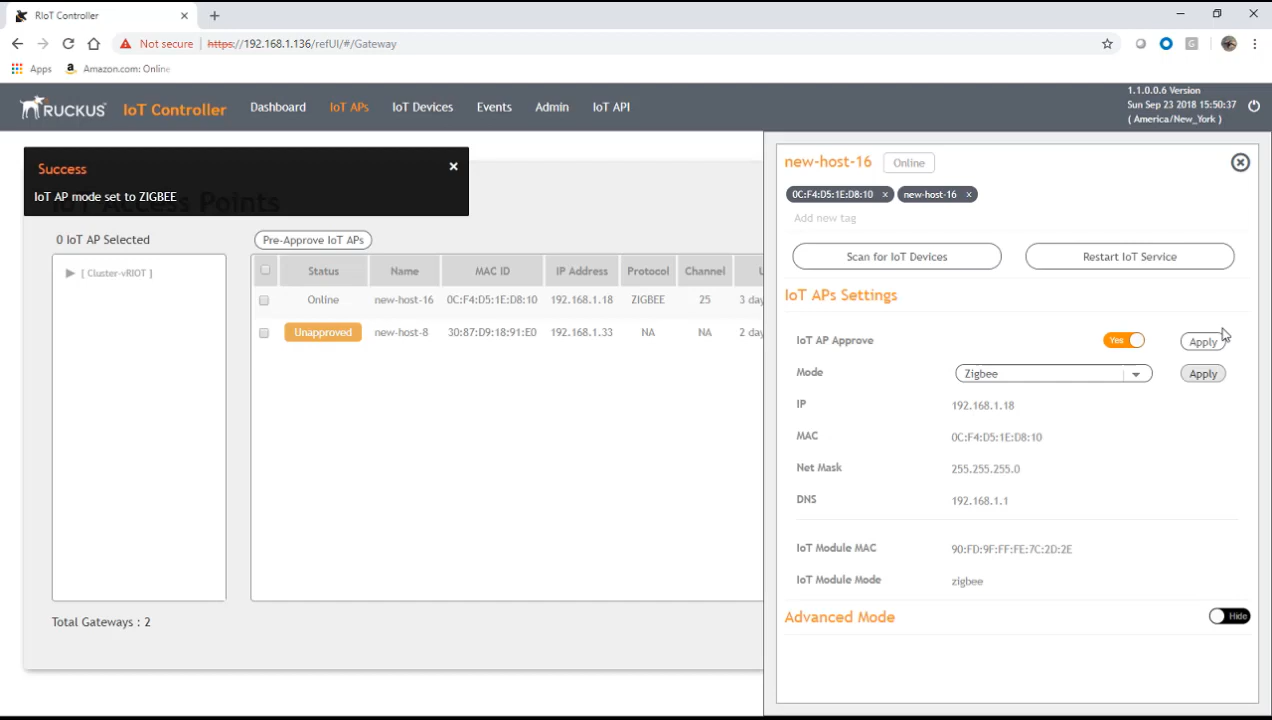 RIoT Controller
Not secure https://192.168.1.136/refUI/#/Gateway
Apps Amazon.com: Online
RUCKUS IoT Controller Dashboard IoT APs IoT Devices Events Admin IoT API
1.1.0.0.6 Version
Sun Sep 23 2018 15:50:37
( America/New_York )
Success
IoT AP mode set to ZIGBEE
IoT Access Points
0 IoT AP Selected
Pre-Approve IoT APs
[ Cluster-vRIOT ]
Status Name MAC ID IP Address Protocol Channel
Online new-host-16 0C:F4:D5:1E:D8:10 192.168.1.18 ZIGBEE 25 3 day
Unapproved new-host-8 30:87:D9:18:91:E0 192.168.1.33 NA NA 2 day
Total Gateways : 2
new-host-16 Online
0C:F4:D5:1E:D8:10 × new-host-16 ×
Add new tag
Scan for IoT Devices Restart IoT Service
IoT APs Settings
IoT AP Approve Yes Apply
Mode Zigbee Apply
IP 192.168.1.18
MAC 0C:F4:D5:1E:D8:10
Net Mask 255.255.255.0
DNS 192.168.1.1
IoT Module MAC 90:FD:9F:FF:FE:7C:2D:2E
IoT Module Mode zigbee
Advanced Mode Hide